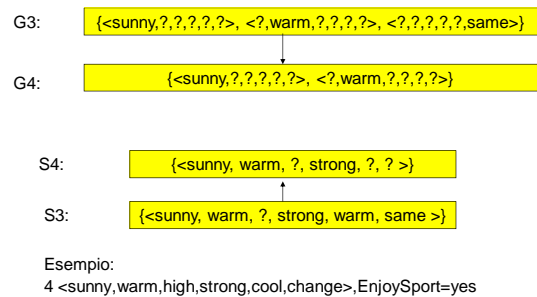 G3: {<sunny,?,?,?,?,?>, <?,warm,?,?,?,?>, <?,?,?,?,?,same>}
G4: {<sunny,?,?,?,?,?>, <?,warm,?,?,?,?>}
S4: {<sunny, warm, ?, strong, ?, ? >}
S3: {<sunny, warm, ?, strong, warm, same >}
Esempio:
4 <sunny,warm,high,strong,cool,change>,EnjoySport=yes